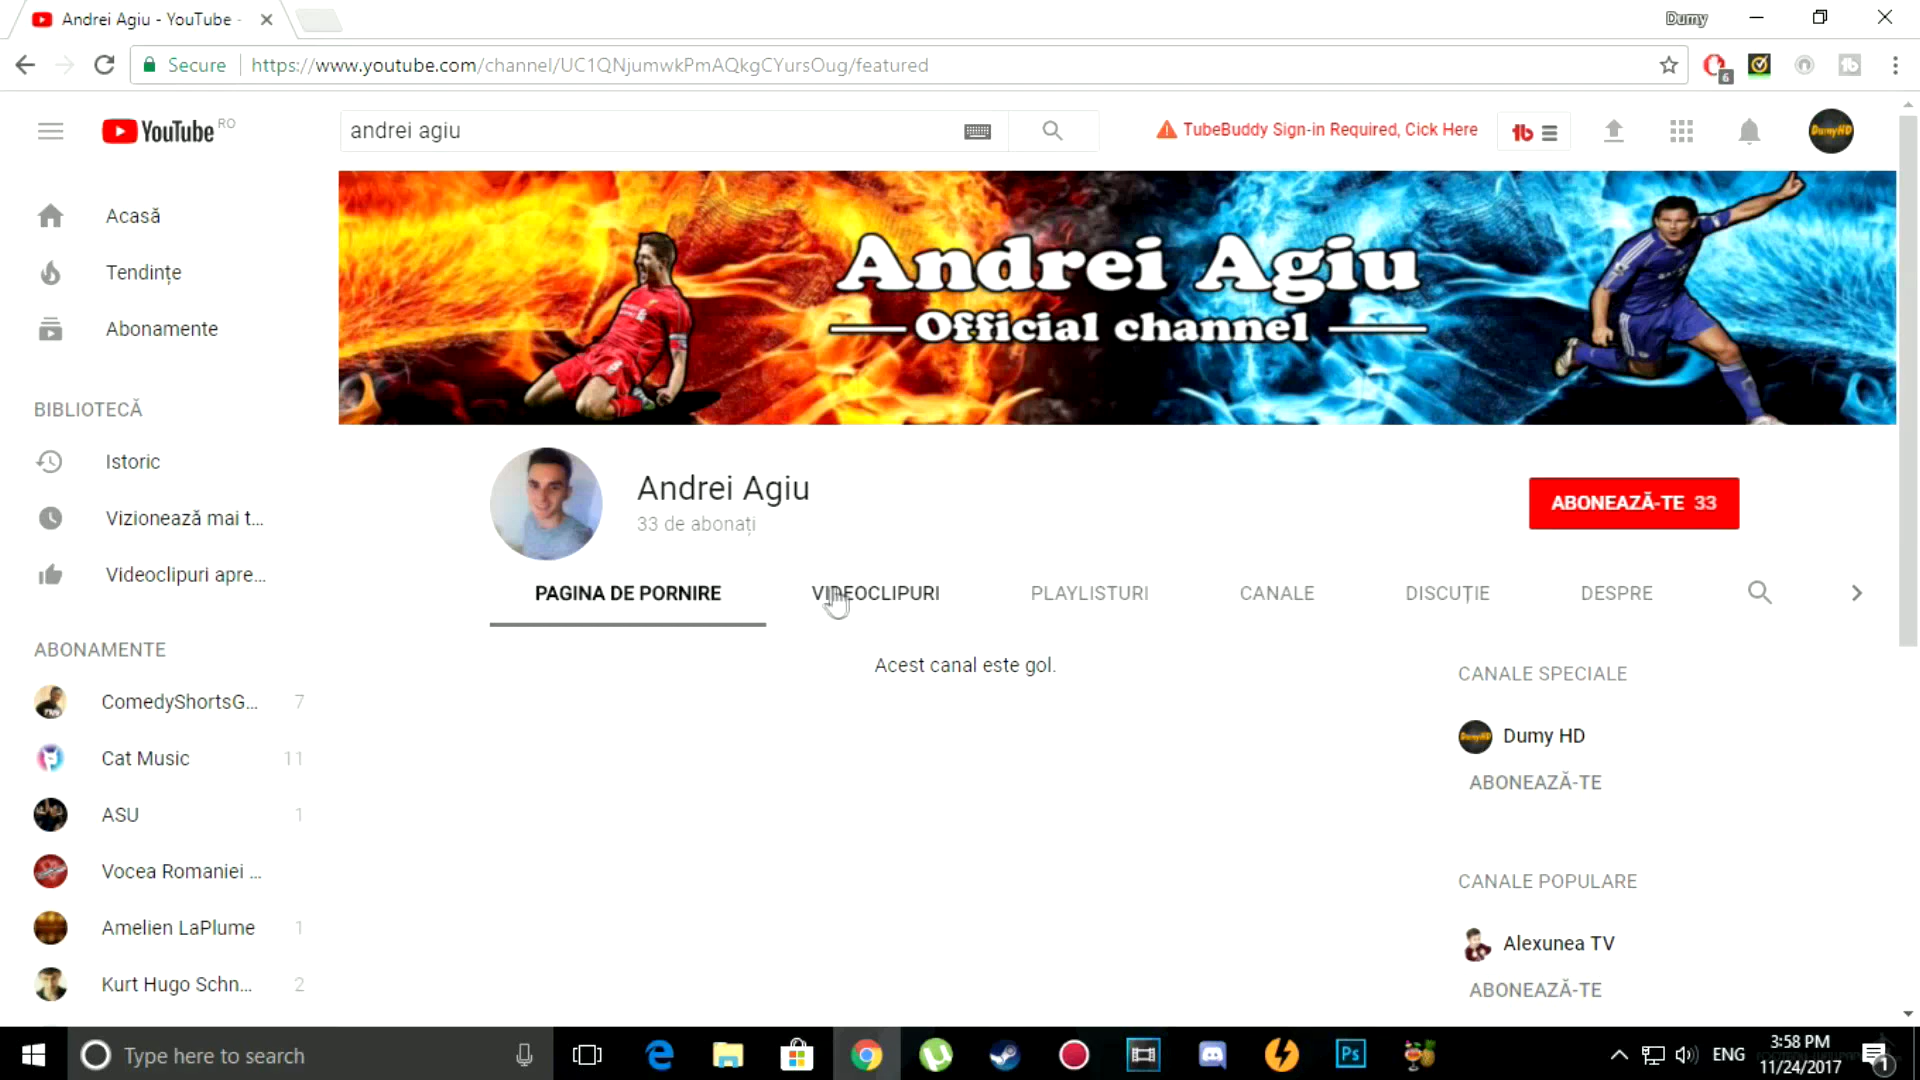 Andrei Agiu - YouTube -
Dumy
Secure
https://www.youtube.com/channel/UC1QNjumwkPmAQkgCYursOug/featured
6
YouTube RO
andrei agiu
TubeBuddy Sign-in Required, Cick Here
DumyHD
Acasă
Tendințe
Abonamente
BIBLIOTECĂ
Istoric
Vizionează mai t...
Videoclipuri apre...
ABONAMENTE
ComedyShortsG... 7
Cat Music 11
ASU 1
Vocea Romaniei ...
Amelien LaPlume 1
Kurt Hugo Schn... 2
Andrei Agiu
Official channel
Andrei Agiu
33 de abonați
ABONEAZĂ-TE 33
PAGINA DE PORNIRE
VIDEOCLIPURI
PLAYLISTURI
CANALE
DISCUȚIE
DESPRE
Acest canal este gol.
CANALE SPECIALE
Dumy HD
ABONEAZĂ-TE
CANALE POPULARE
Alexunea TV
ABONEAZĂ-TE
Type here to search
Ps
ENG
3:58 PM
11/24/2017
1